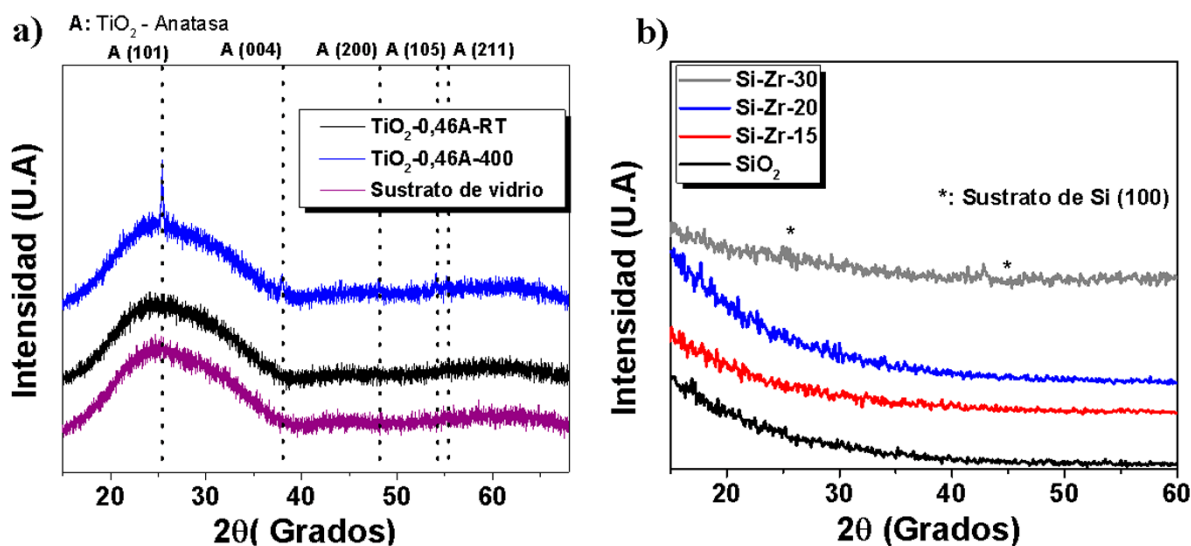 a)
A: TiO₂ - Anatasa
A (101) A (004) A (200) A (105) A (211)
TiO₂-0,46A-RT
TiO₂-0,46A-400
Sustrato de vidrio
Intensidad (U.A)
20 30 40 50 60
2θ( Grados)
b)
Si-Zr-30
Si-Zr-20
Si-Zr-15
SiO₂
*: Sustrato de Si (100)
* *
Intensidad (U.A)
20 30 40 50 60
2θ (Grados)